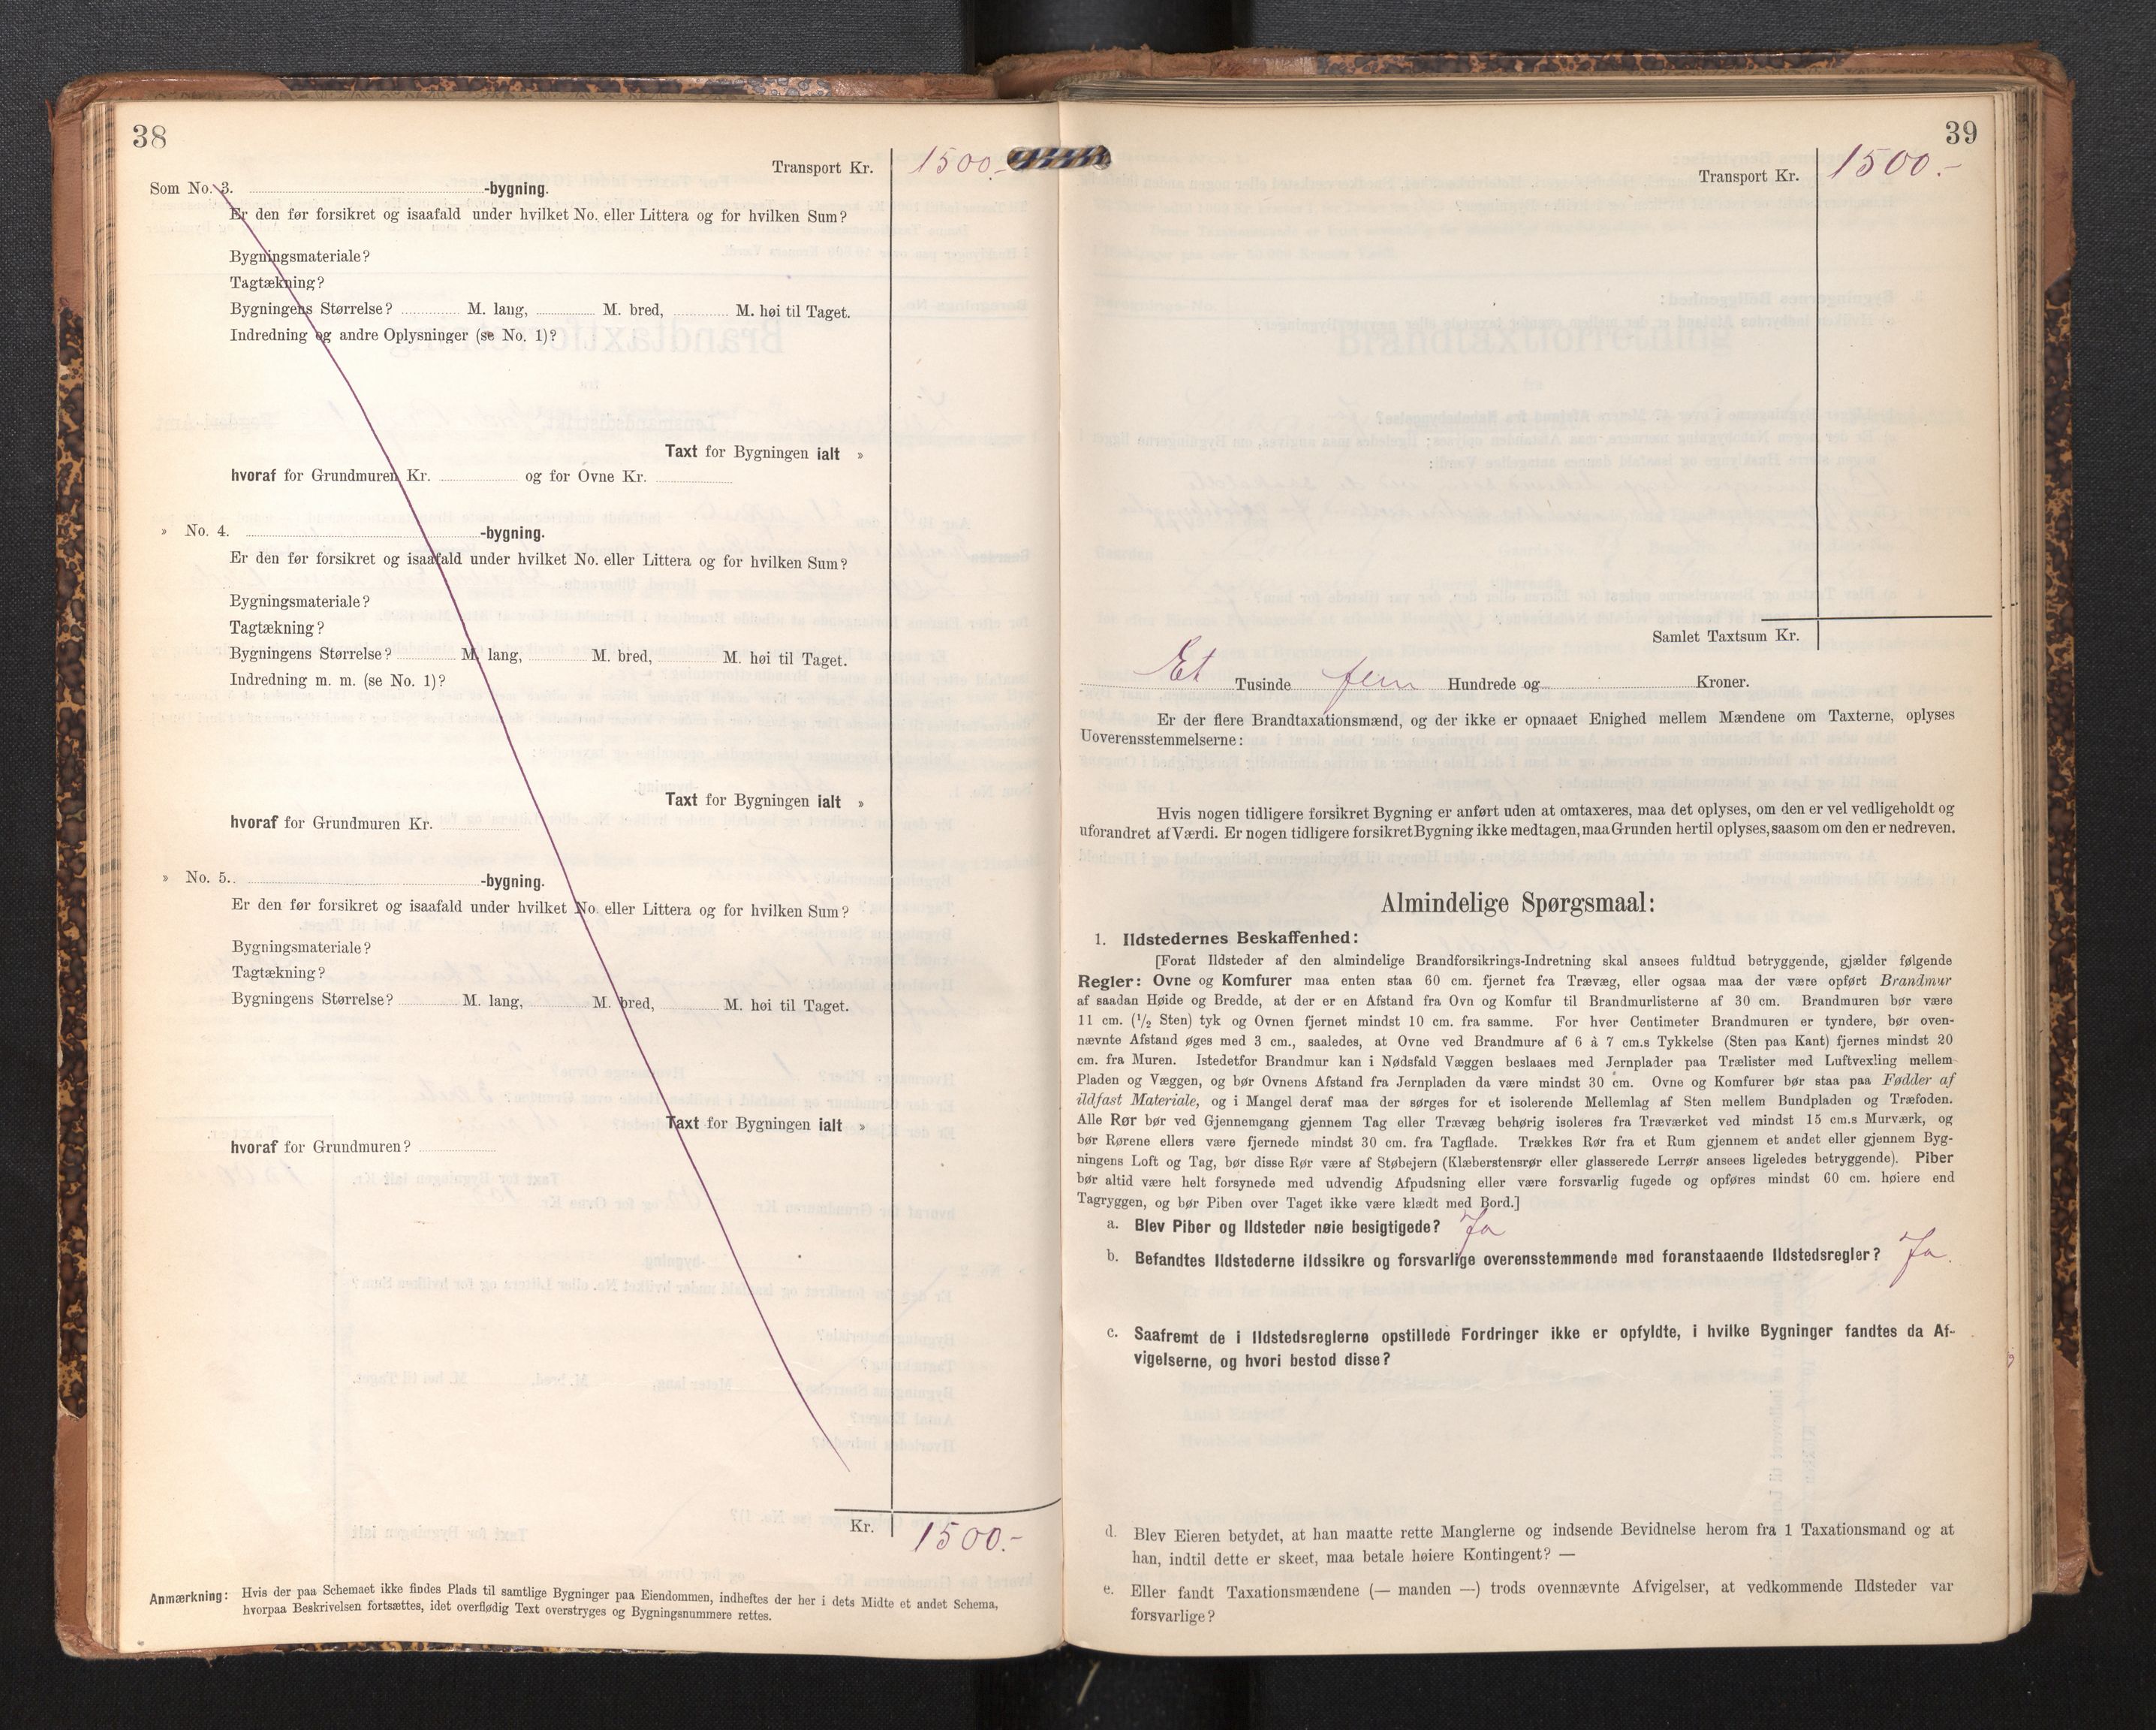 38
Transport Kr. 1500.-
Som No. 3. -bygning.
Er den før forsikret og isaafald under hvilket No. eller Littera og for hvilken Sum?
Bygningsmateriale?
Tagtækning?
Bygningens Størrelse? M. lang, M. bred, M. høi til Taget.
Indredning og andre Oplysninger (se No. 1)?
Taxt for Bygningen ialt »
hvoraf for Grundmuren Kr. og for Ovne Kr.
» No. 4. -bygning.
Er den før forsikret og isaafald under hvilket No. eller Littera og for hvilken Sum?
Bygningsmateriale?
Tagtækning?
Bygningens Størrelse? M. lang, M. bred, M. høi til Taget.
Indredning m. m. (se No. 1)?
Taxt for Bygningen ialt »
hvoraf for Grundmuren Kr.
» No. 5. -bygning.
Er den før forsikret og isaafald under hvilket No. eller Littera og for hvilken Sum?
Bygningsmateriale?
Tagtækning?
Bygningens Størrelse? M. lang, M. bred, M. høi til Taget.
Taxt for Bygningen ialt »
hvoraf for Grundmuren?
Kr. 1500.-
Anmærkning: Hvis der paa Schemaet ikke findes Plads til samtlige Bygninger paa Eiendommen, indheftes der her i dets Midte et andet Schema,
hvorpaa Beskrivelsen fortsættes, idet overflødig Text overstryges og Bygningsnummere rettes.
39
Transport Kr. 1500.-
Samlet Taxtsum Kr.
Et Tusinde fem Hundrede og Kroner.
Er der flere Brandtaxationsmænd, og der ikke er opnaaet Enighed mellem Mændene om Taxterne, oplyses
Uoverensstemmelserne:
Hvis nogen tidligere forsikret Bygning er anført uden at omtaxeres, maa det oplyses, om den er vel vedligeholdt og
uforandret af Værdi. Er nogen tidligere forsikret Bygning ikke medtagen, maa Grunden hertil oplyses, saasom om den er nedreven.
Almindelige Spørgsmaal:
1. Ildstedernes Beskaffenhed:
[Forat Ildsteder af den almindelige Brandforsikrings-Indretning skal ansees fuldtud betryggende, gjælder følgende
Regler: Ovne og Komfurer maa enten staa 60 cm. fjernet fra Trævæg, eller ogsaa maa der være opført Brandmur
af saadan Høide og Bredde, at der er en Afstand fra Ovn og Komfur til Brandmurlisterne af 30 cm. Brandmuren bør være
11 cm. (1/2 Sten) tyk og Ovnen fjernet mindst 10 cm. fra samme. For hver Centimeter Brandmuren er tyndere, bør oven-
nævnte Afstand øges med 3 cm., saaledes, at Ovne ved Brandmure af 6 à 7 cm.s Tykkelse (Sten paa Kant) fjernes mindst 20
cm. fra Muren. Istedetfor Brandmur kan i Nødsfald Væggen beslaaes med Jernplader paa Trælister med Luftvexling mellem
Pladen og Væggen, og bør Ovnens Afstand fra Jernpladen da være mindst 30 cm. Ovne og Komfurer bør staa paa Fødder af
ildfast Materiale, og i Mangel deraf maa der sørges for et isolerende Mellemlag af Sten mellem Bundpladen og Træfoden.
Alle Rør bør ved Gjennemgang gjennem Tag eller Trævæg behørig isoleres fra Træværket ved mindst 15 cm.s Murværk, og
bør Rørene ellers være fjernede mindst 30 cm. fra Tagflade. Trækkes Rør fra et Rum gjennem et andet eller gjennem Byg-
ningens Loft og Tag, bør disse Rør være af Støbejern (Klæberstensrør eller glasserede Lerrør ansees ligeledes betryggende). Piber
bør altid være helt forsynede med udvendig Afpudsning eller være forsvarlig fugede og opføres mindst 60 cm. høiere end
Tagryggen, og bør Piben over Taget ikke være klædt med Bord.]
a. Blev Piber og Ildsteder nøie besigtigede? Ja
b. Befandtes Ildstederne ildssikre og forsvarlige overensstemmende med foranstaaende Ildstedsregler? Ja.
c. Saafremt de i Ildstedsreglerne opstillede Fordringer ikke er opfyldte, i hvilke Bygninger fandtes da Af-
vigelserne, og hvori bestod disse?
d. Blev Eieren betydet, at han maatte rette Manglerne og indsende Bevidnelse herom fra 1 Taxationsmand og at
han, indtil dette er skeet, maa betale høiere Kontingent? —
e. Eller fandt Taxationsmændene (— manden —) trods ovennævnte Afvigelser, at vedkommende Ildsteder var
forsvarlige?